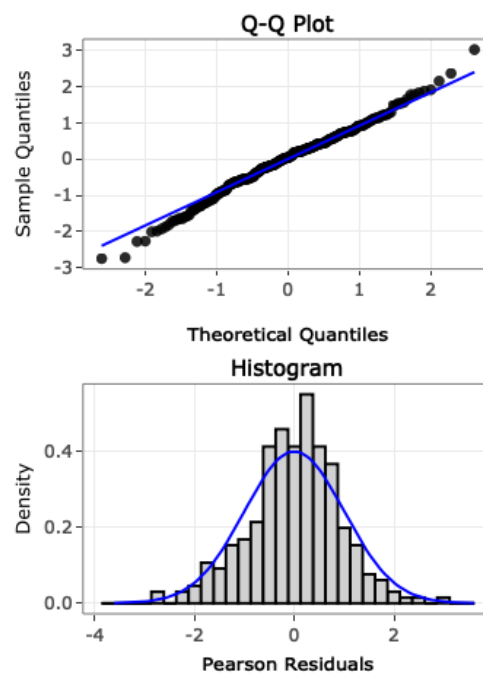 Q-Q Plot
3
2
1
0
-1
-2
-3
Sample Quantiles
-2 -1 0 1 2
Theoretical Quantiles
Histogram
0.4
0.2
0.0
Density
-4 -2 0 2
Pearson Residuals